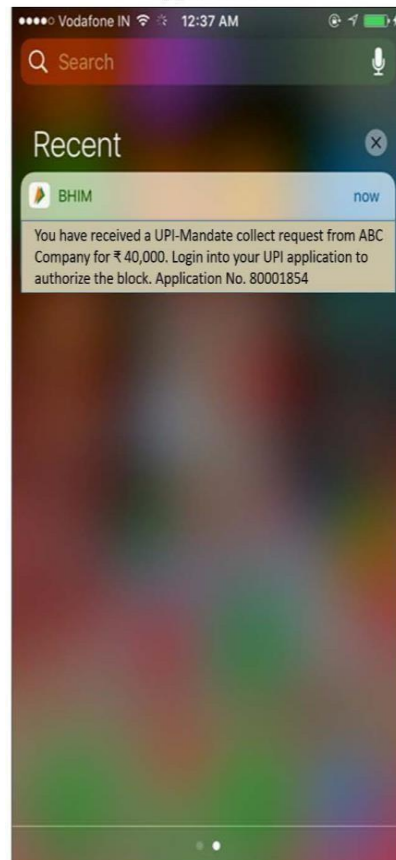 Vodafone IN 12:37 AM
Search
Recent
BHIM now
You have received a UPI-Mandate collect request from ABC
Company for ₹ 40,000. Login into your UPI application to
authorize the block. Application No. 80001854